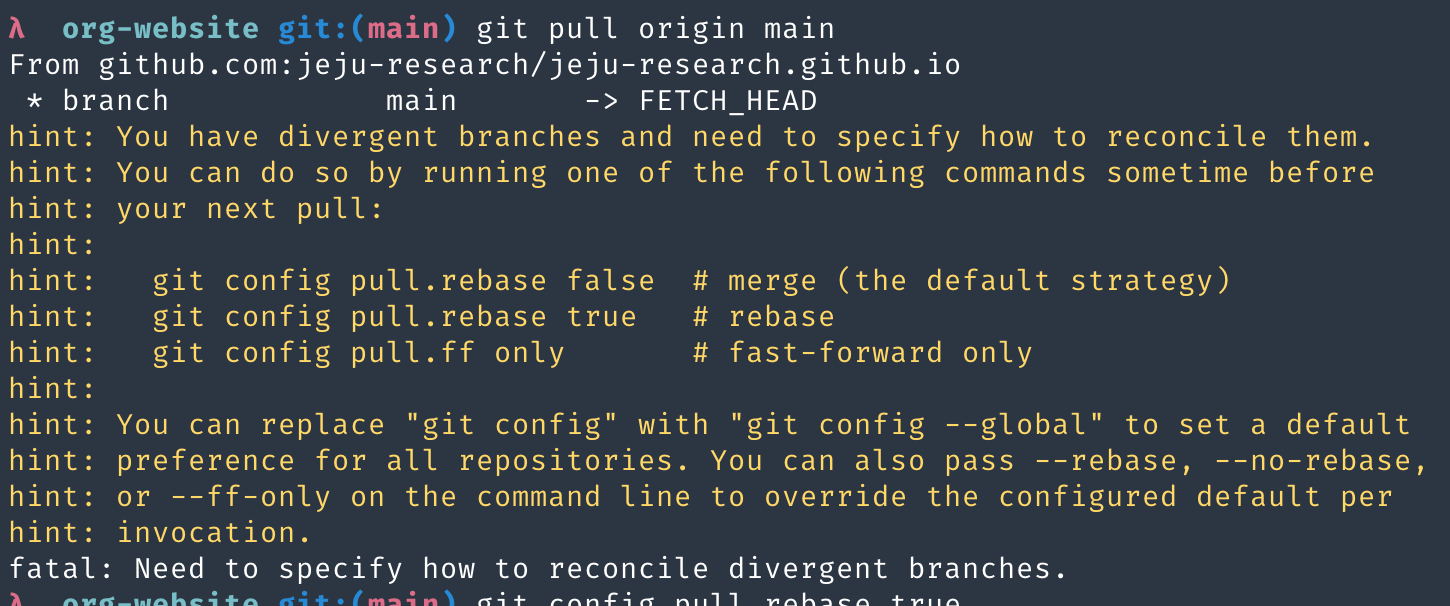 λ  org-website git:(main) git pull origin main
From github.com:jeju-research/jeju-research.github.io
 * branch            main       -> FETCH_HEAD
hint: You have divergent branches and need to specify how to reconcile them.
hint: You can do so by running one of the following commands sometime before
hint: your next pull:
hint:
hint:   git config pull.rebase false  # merge (the default strategy)
hint:   git config pull.rebase true   # rebase
hint:   git config pull.ff only       # fast-forward only
hint:
hint: You can replace "git config" with "git config --global" to set a default
hint: preference for all repositories. You can also pass --rebase, --no-rebase,
hint: or --ff-only on the command line to override the configured default per
hint: invocation.
fatal: Need to specify how to reconcile divergent branches.
λ  org-website git:(main) git config pull.rebase true